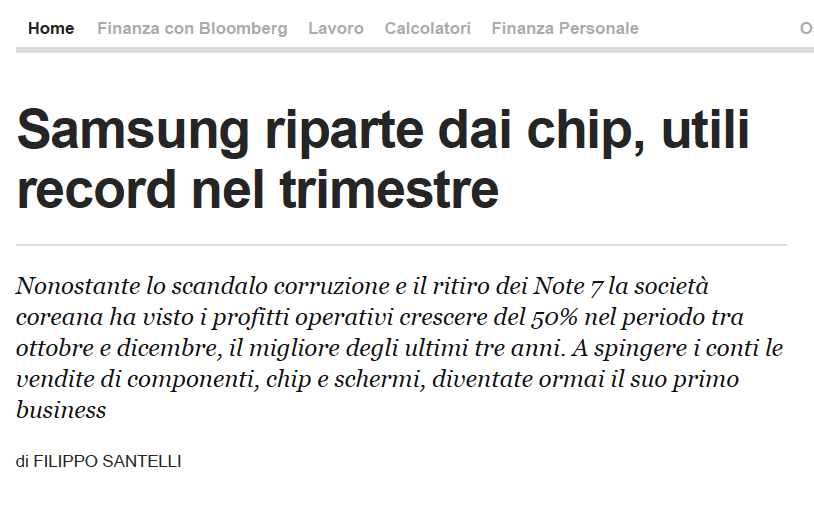 Home Finanza con Bloomberg Lavoro Calcolatori Finanza Personale
Samsung riparte dai chip, utili
record nel trimestre
Nonostante lo scandalo corruzione e il ritiro dei Note 7 la società
coreana ha visto i profitti operativi crescere del 50% nel periodo tra
ottobre e dicembre, il migliore degli ultimi tre anni. A spingere i conti le
vendite di componenti, chip e schermi, diventate ormai il suo primo
business
di FILIPPO SANTELLI